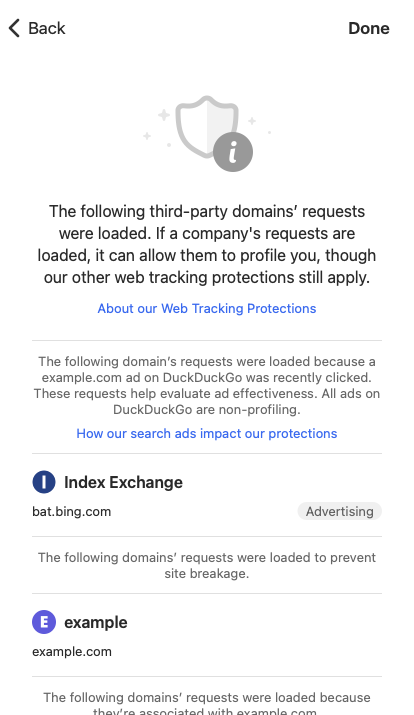 Back
Done
i
The following third-party domains’ requests
were loaded. If a company's requests are
loaded, it can allow them to profile you, though
our other web tracking protections still apply.
About our Web Tracking Protections
The following domain’s requests were loaded because a
example.com ad on DuckDuckGo was recently clicked.
These requests help evaluate ad effectiveness. All ads on
DuckDuckGo are non-profiling.
How our search ads impact our protections
I Index Exchange
bat.bing.com
Advertising
The following domains’ requests were loaded to prevent
site breakage.
E example
example.com
The following domains’ requests were loaded because
they’re associated with example.com